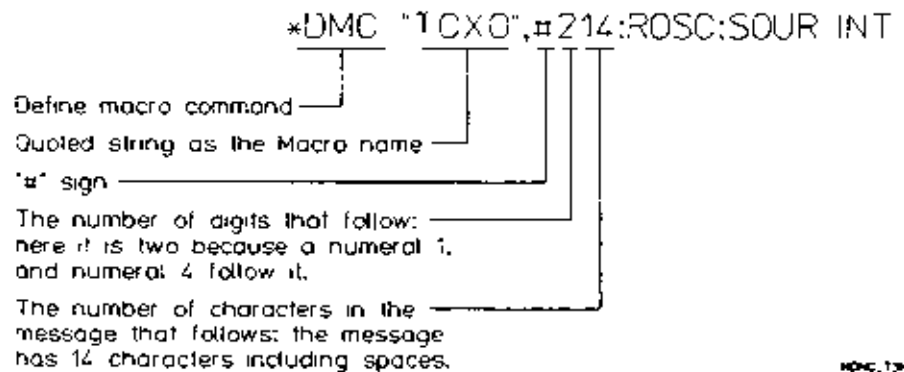 *DMC "TCXO",#214:ROSC:SOUR INT
Define macro command
Quoted string as the Macro name
"#" sign
The number of digits that follow:
here it is two because a numeral 1,
and numeral 4 follow it.
The number of characters in the
message that follows: the message
has 14 characters including spaces.